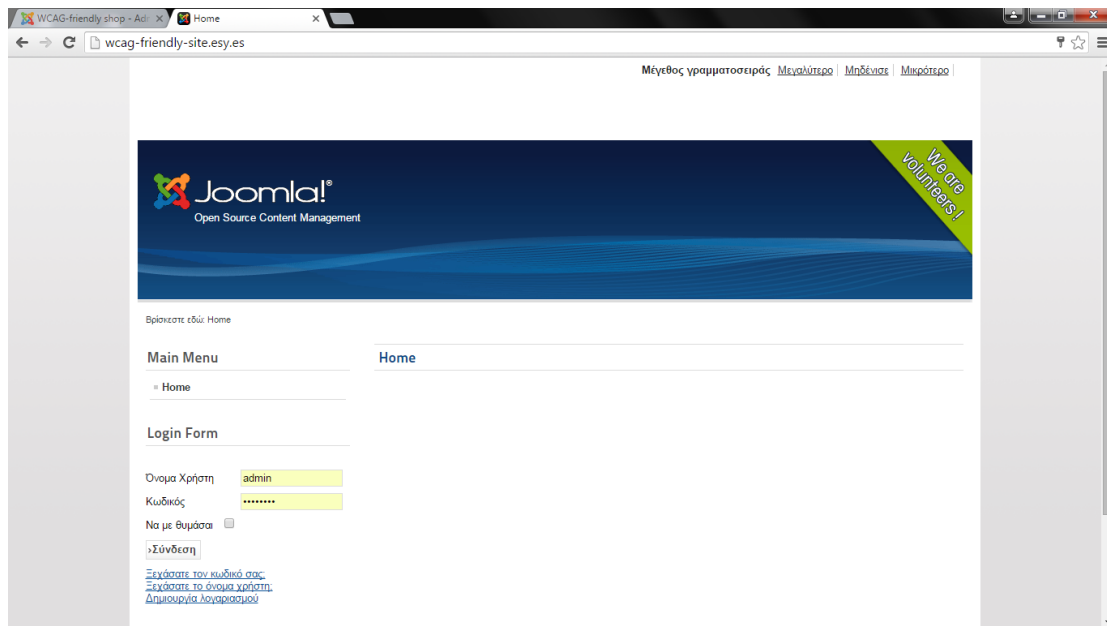 WCAG-friendly shop - Adr
Home
wcag-friendly-site.esy.es
Μέγεθος γραμματοσειράς Μεγαλύτερο Μηδένισε Μικρότερο
We are
volunteers!
Joomla!®
Open Source Content Management
Βρίσκεστε εδώ: Home
Main Menu
Home
Home
Login Form
Όνομα Χρήστη admin
Κωδικός ••••••••
Να με θυμάσαι
›Σύνδεση
Ξεχάσατε τον κωδικό σας;
Ξεχάσατε το όνομα χρήστη;
Δημιουργία λογαριασμού